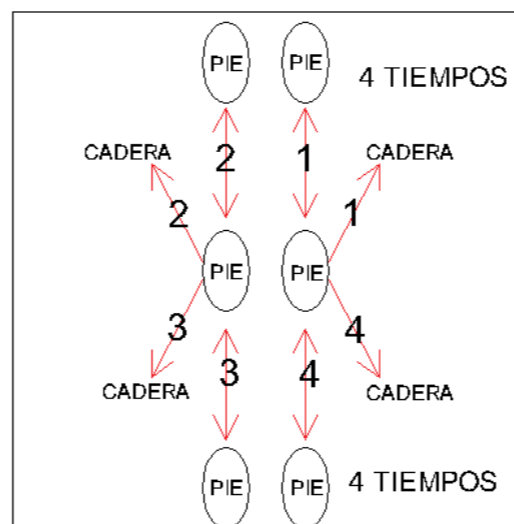 PIE PIE
4 TIEMPOS
CADERA 2 1 CADERA
2 1
PIE PIE
3 4
3 4
CADERA CADERA
PIE PIE 4 TIEMPOS